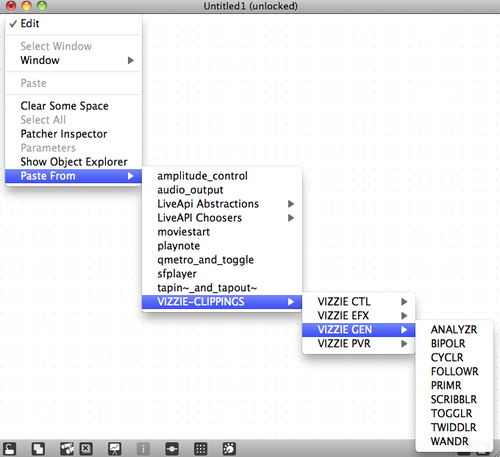 Untitled1 (unlocked)
✓ Edit
Select Window
Window
Paste
Clear Some Space
Select All
Patcher Inspector
Parameters
Show Object Explorer
Paste From
amplitude_control
audio_output
LiveApi Abstractions
LiveAPI Choosers
moviestart
playnote
qmetro_and_toggle
sfplayer
tapin~_and_tapout~
VIZZIE-CLIPPINGS
VIZZIE CTL
VIZZIE EFX
VIZZIE GEN
VIZZIE PVR
ANALYZR
BIPOLR
CYCLR
FOLLOWR
PRIMR
SCRIBBLR
TOGGLR
TWIDDLR
WANDR